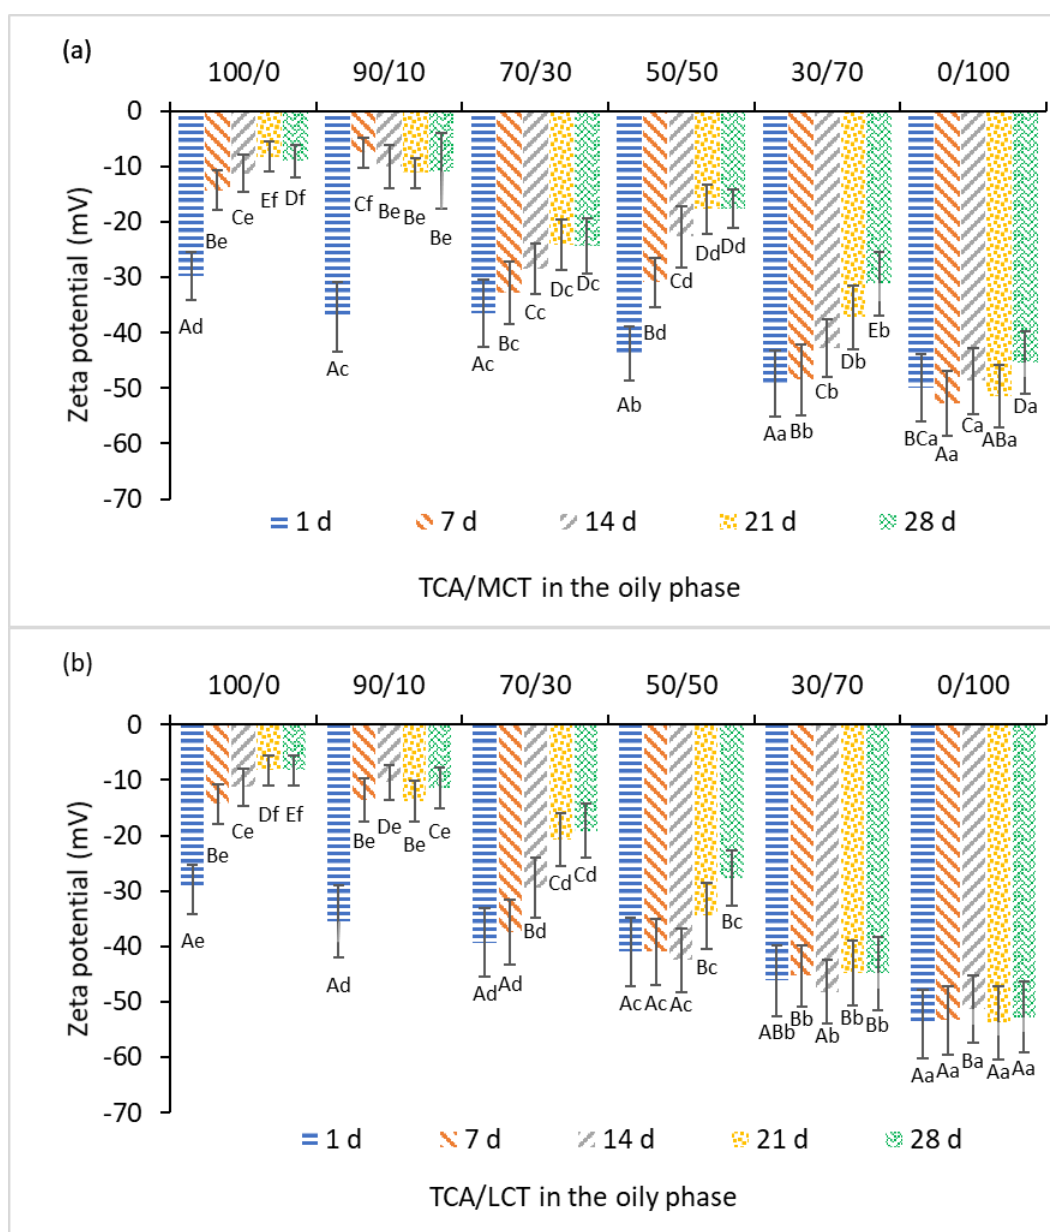 (a)
100/0 90/10 70/30 50/50 30/70 0/100
Zeta potential (mV)
0
-10
-20
-30
-40
-50
-60
-70
Ad Be Ce Ef Df
Ac Cf Be Be Be
Ac Bc Cc Dc Dc
Ab Bd Cd Dd Dd
Aa Bb Cb Db Eb
BCa Aa Ca ABa Da
1 d 7 d 14 d 21 d 28 d
TCA/MCT in the oily phase
(b)
100/0 90/10 70/30 50/50 30/70 0/100
Zeta potential (mV)
0
-10
-20
-30
-40
-50
-60
-70
Ae Be Ce Df Ef
Ad Be De Be Ce
Ad Ad Bd Cd Cd
Ac Ac Ac Bc Bc
ABb Bb Ab Bb Bb
Aa Aa Ba Aa Aa
1 d 7 d 14 d 21 d 28 d
TCA/LCT in the oily phase